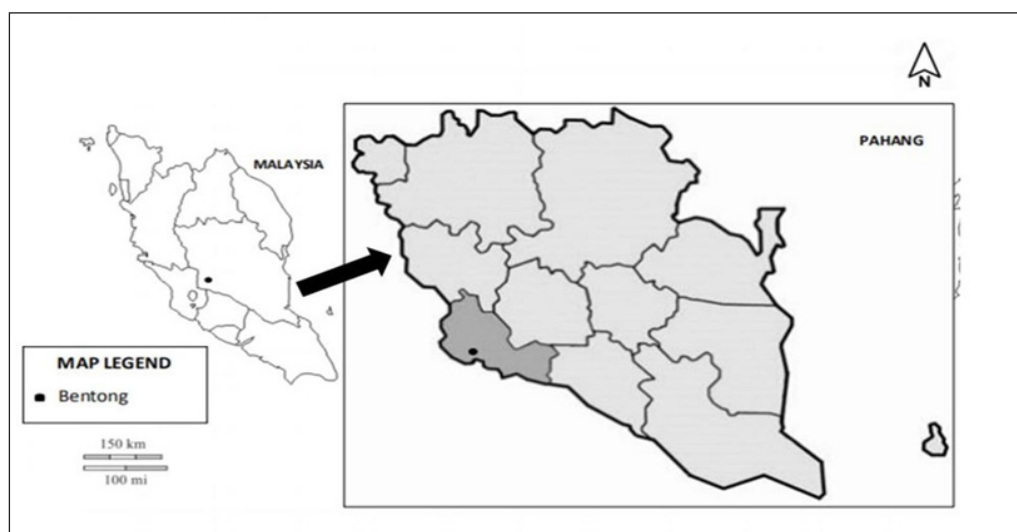 N
PAHANG
MALAYSIA
MAP LEGEND
Bentong
150 km
100 mi